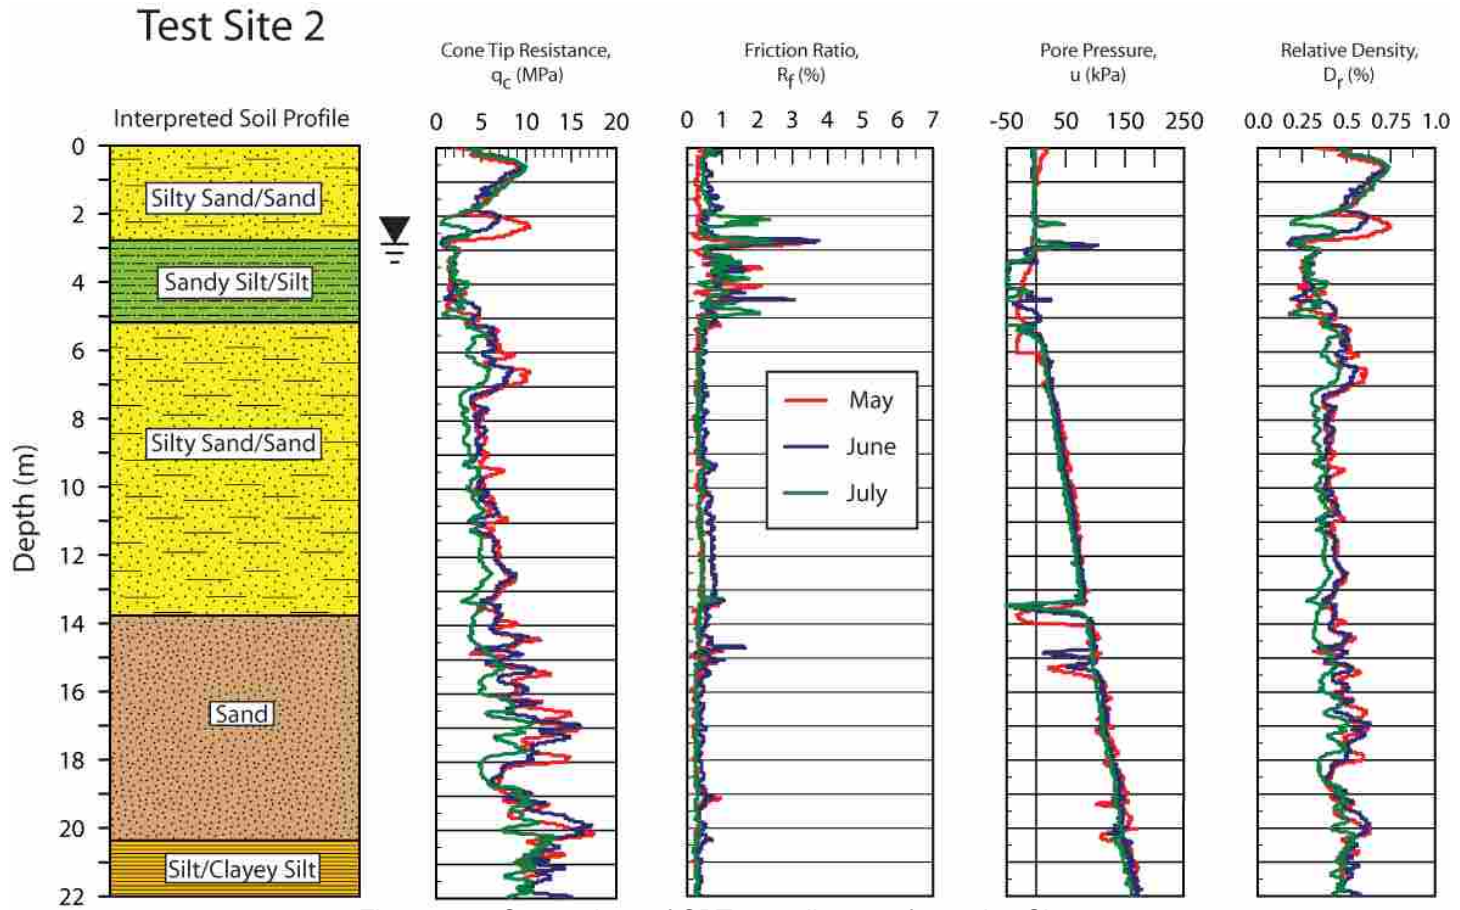 Test Site 2
Interpreted Soil Profile
Cone Tip Resistance,
qc (MPa)
Friction Ratio,
Rf (%)
Pore Pressure,
u (kPa)
Relative Density,
Dr (%)
0 5 10 15 20
0 1 2 3 4 5 6 7
-50 50 150 250
0.0 0.25 0.5 0.75 1.0
Depth (m)
0
2
4
6
8
10
12
14
16
18
20
22
Silty Sand/Sand
Sandy Silt/Silt
Silty Sand/Sand
Sand
Silt/Clayey Silt
May
June
July